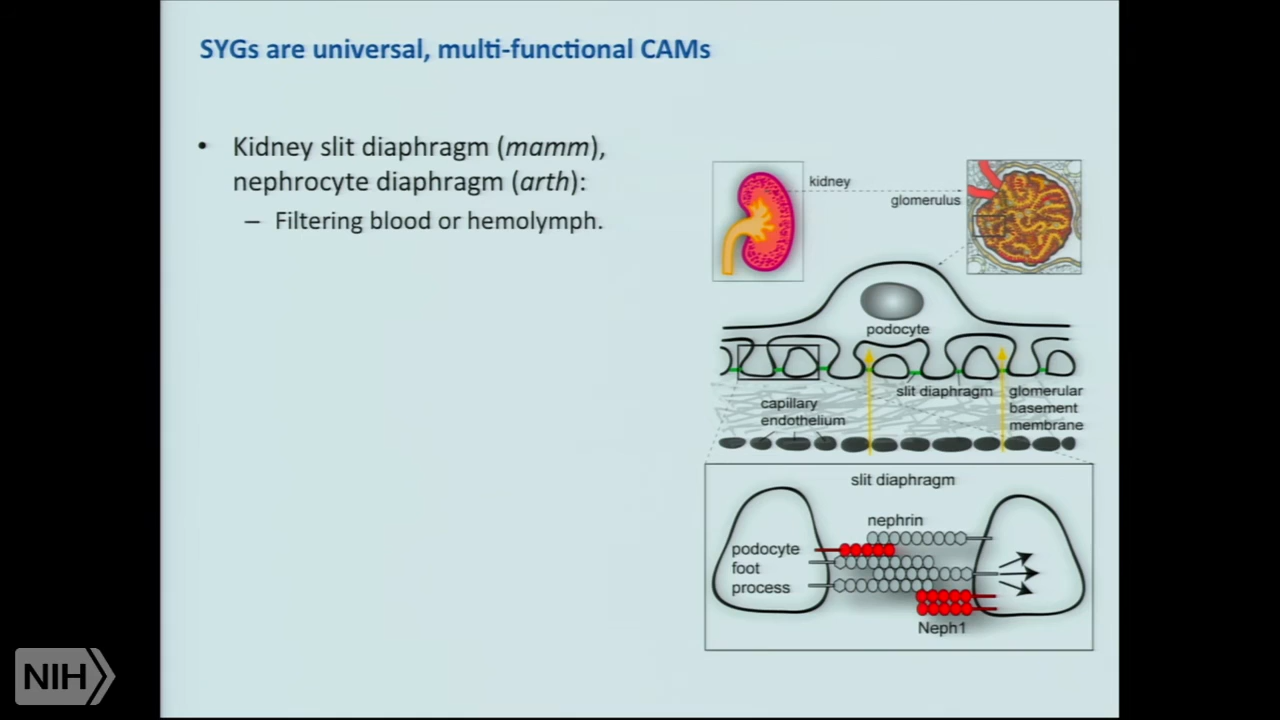 SYGs are universal, multi-functional CAMs
• Kidney slit diaphragm (mamm),
nephrocyte diaphragm (arth):
– Filtering blood or hemolymph.
kidney
glomerulus
podocyte
slit diaphragm
glomerular
basement
membrane
capillary
endothelium
slit diaphragm
nephrin
podocyte
foot
process
Neph1
NIH